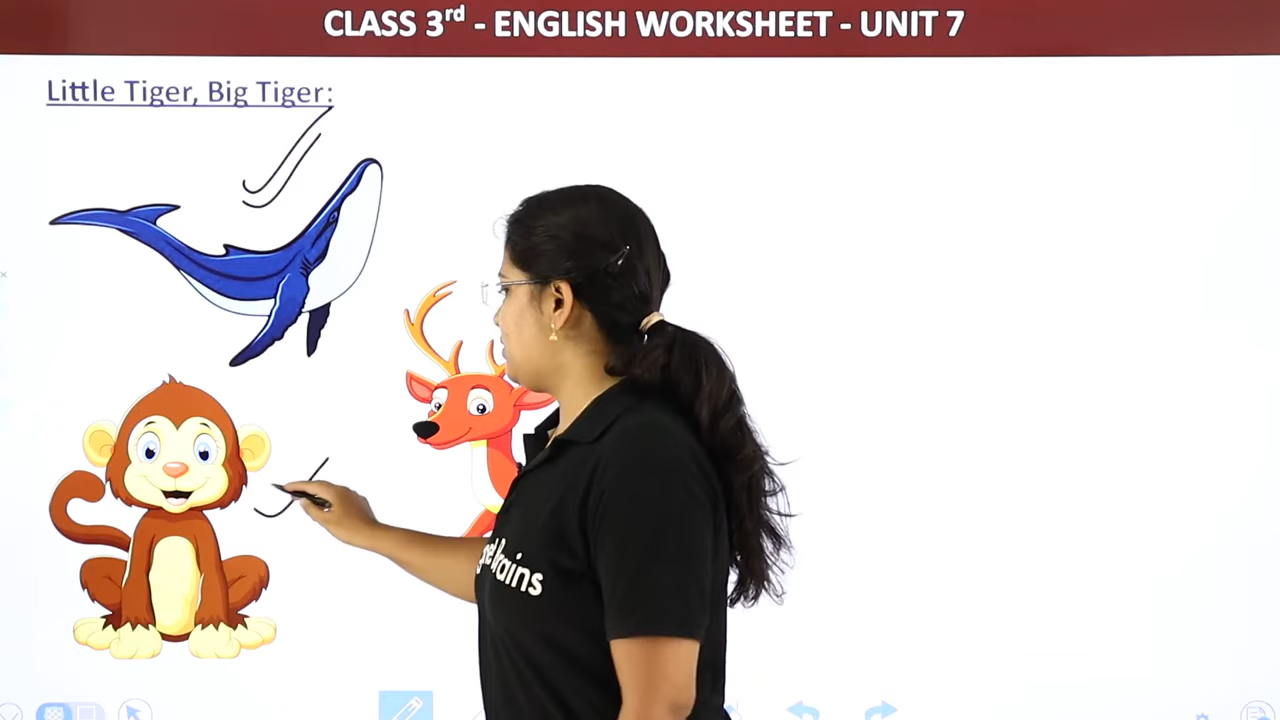 CLASS 3rd - ENGLISH WORKSHEET - UNIT 7
Little Tiger, Big Tiger: